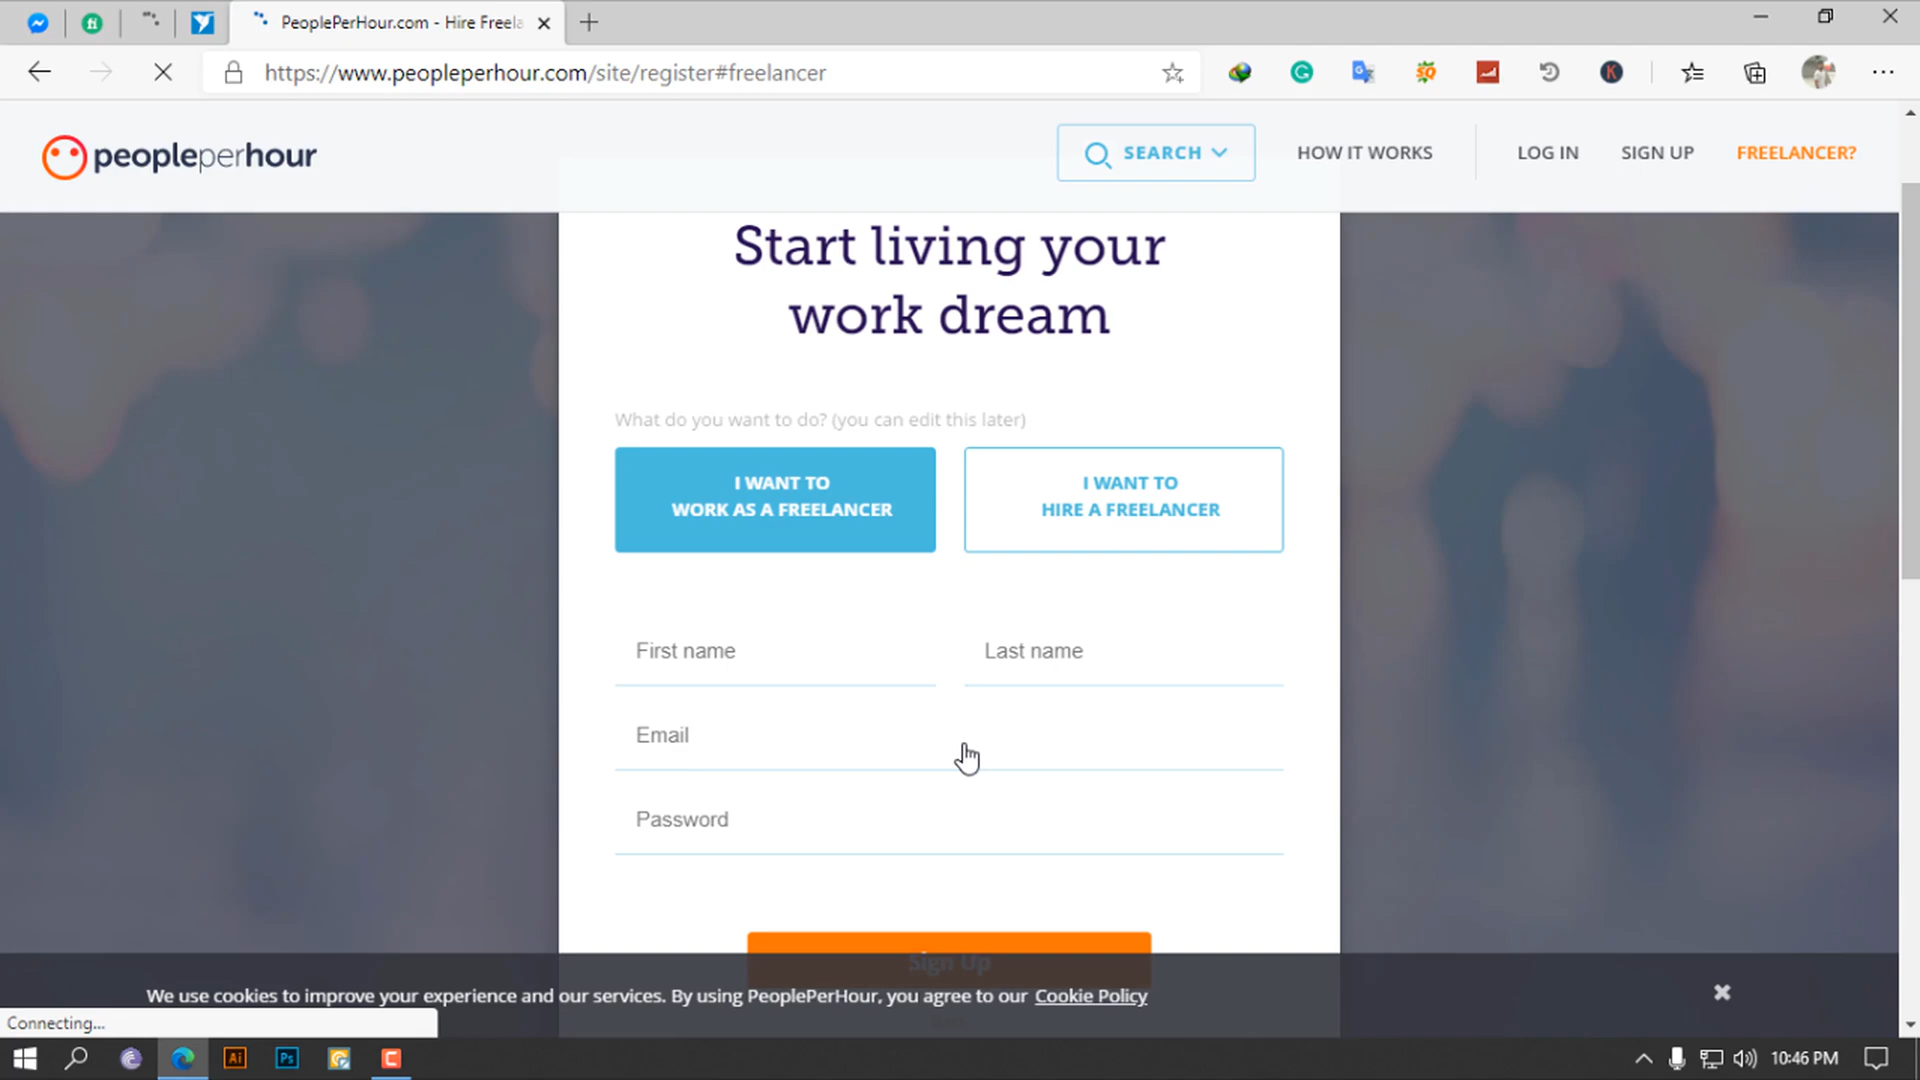 PeoplePerHour.com - Hire Freela
https://www.peopleperhour.com/site/register#freelancer
peopleperhour
SEARCH
HOW IT WORKS
LOG IN
SIGN UP
FREELANCER?
Start living your
work dream
What do you want to do? (you can edit this later)
I WANT TO
WORK AS A FREELANCER
I WANT TO
HIRE A FREELANCER
First name
Last name
Email
Password
Sign Up
We use cookies to improve your experience and our services. By using PeoplePerHour, you agree to our Cookie Policy
Connecting...
10:46 PM